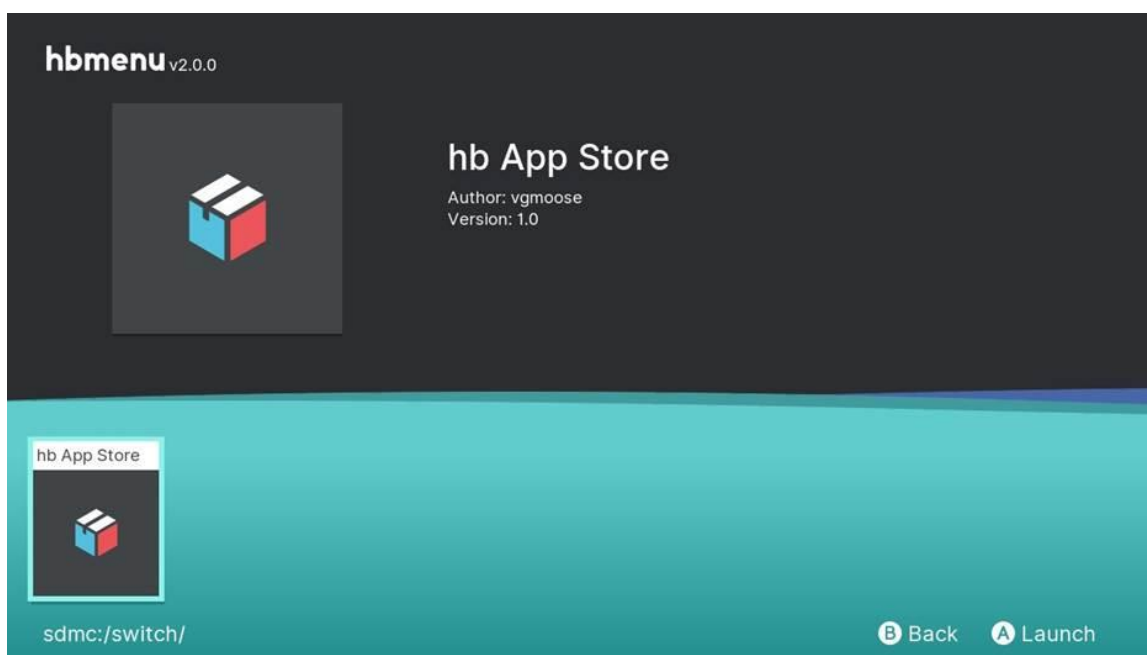 hbmenu v2.0.0
hb App Store
Author: vgmoose
Version: 1.0
hb App Store
sdmc:/switch/
B Back A Launch